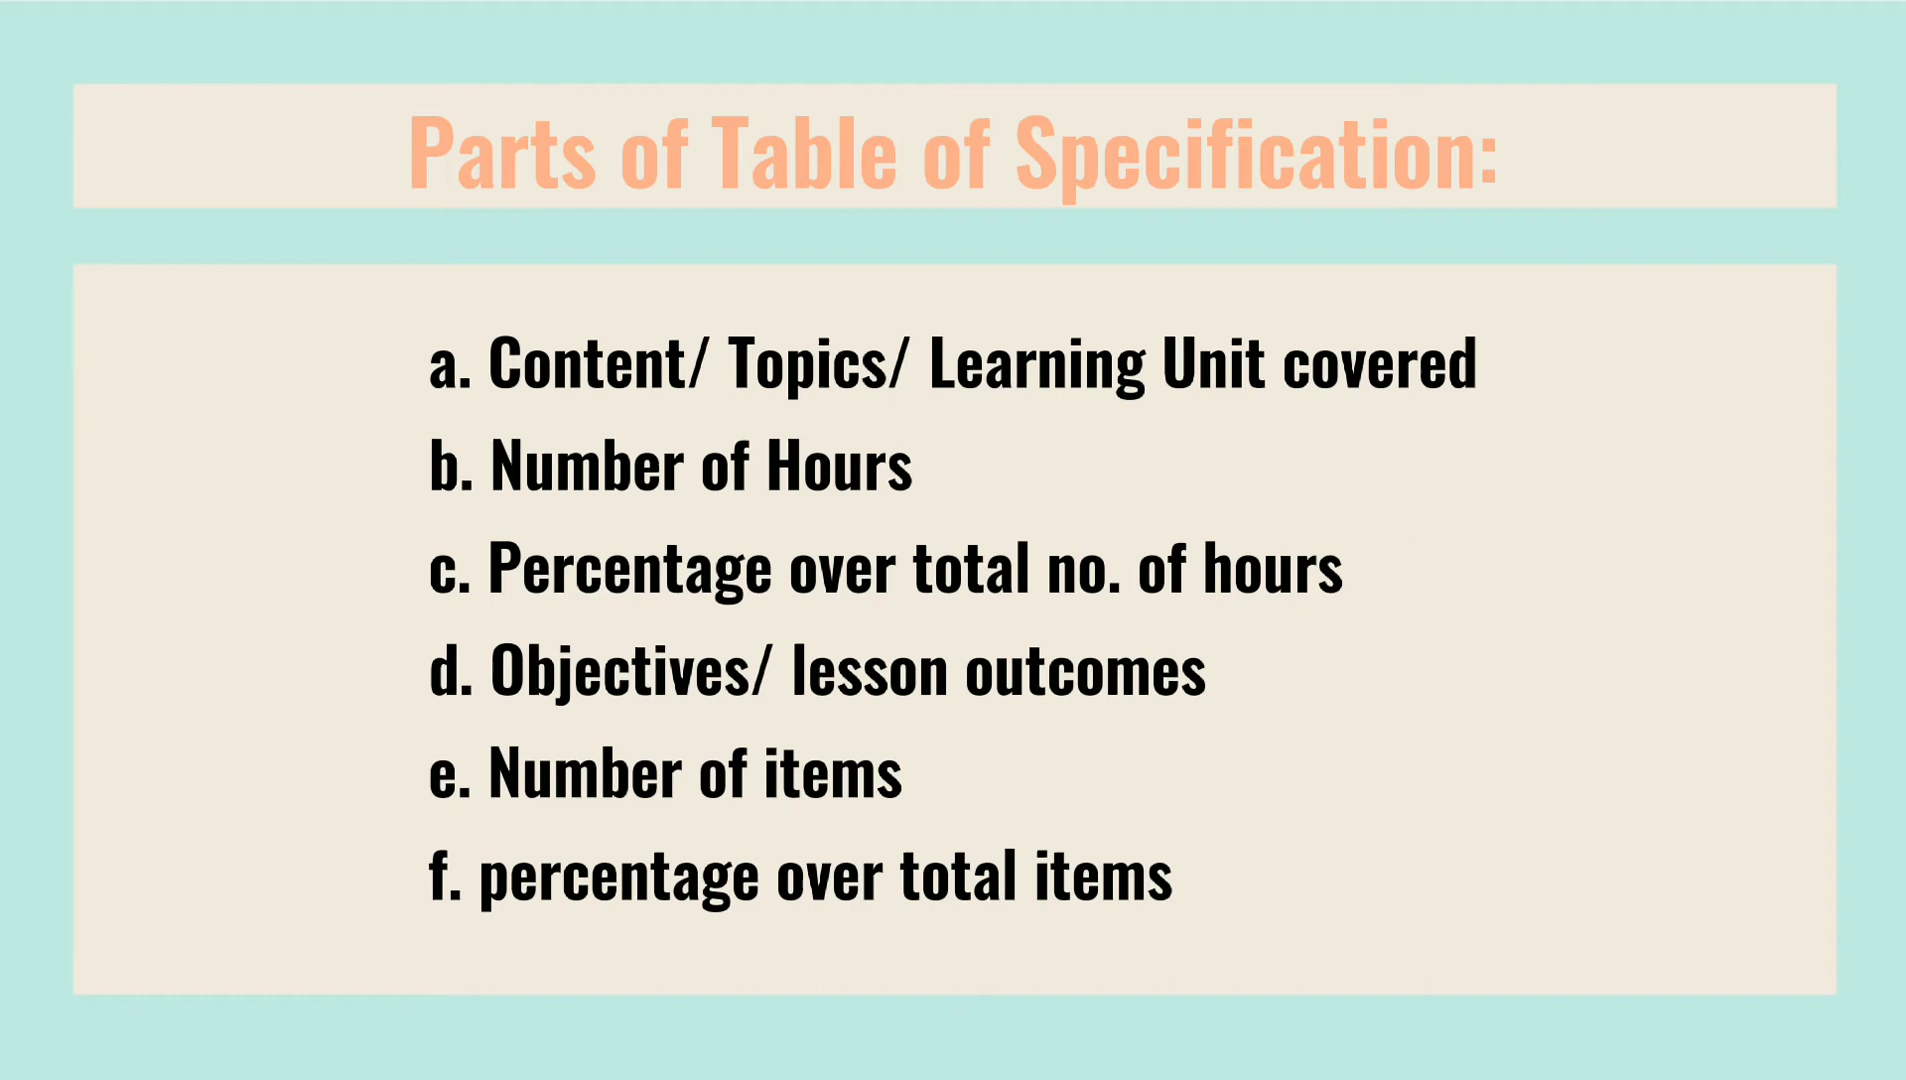 Parts of Table of Specification:
a. Content/ Topics/ Learning Unit covered
b. Number of Hours
c. Percentage over total no. of hours
d. Objectives/ lesson outcomes
e. Number of items
f. percentage over total items